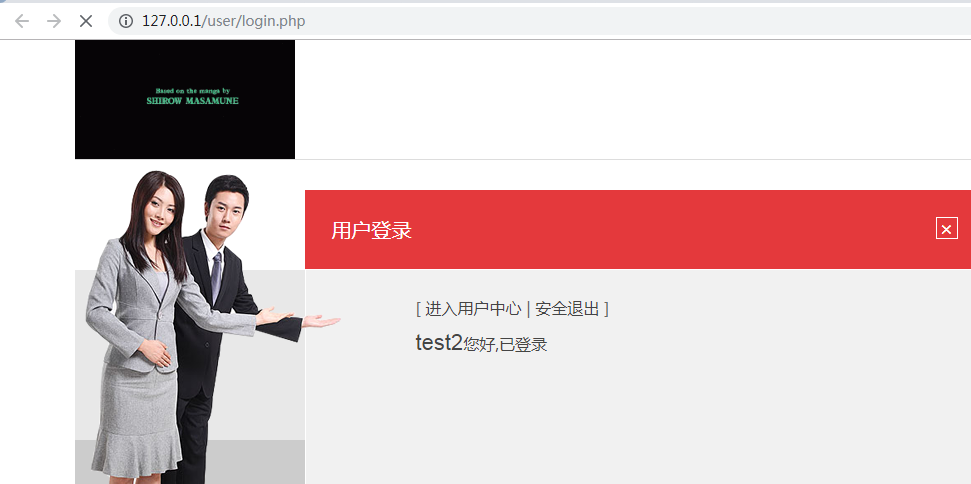 127.0.0.1/user/login.php
Based on the manga by
SHIROW MASAMUNE
用户登录
[ 进入用户中心 | 安全退出 ]
test2您好,已登录